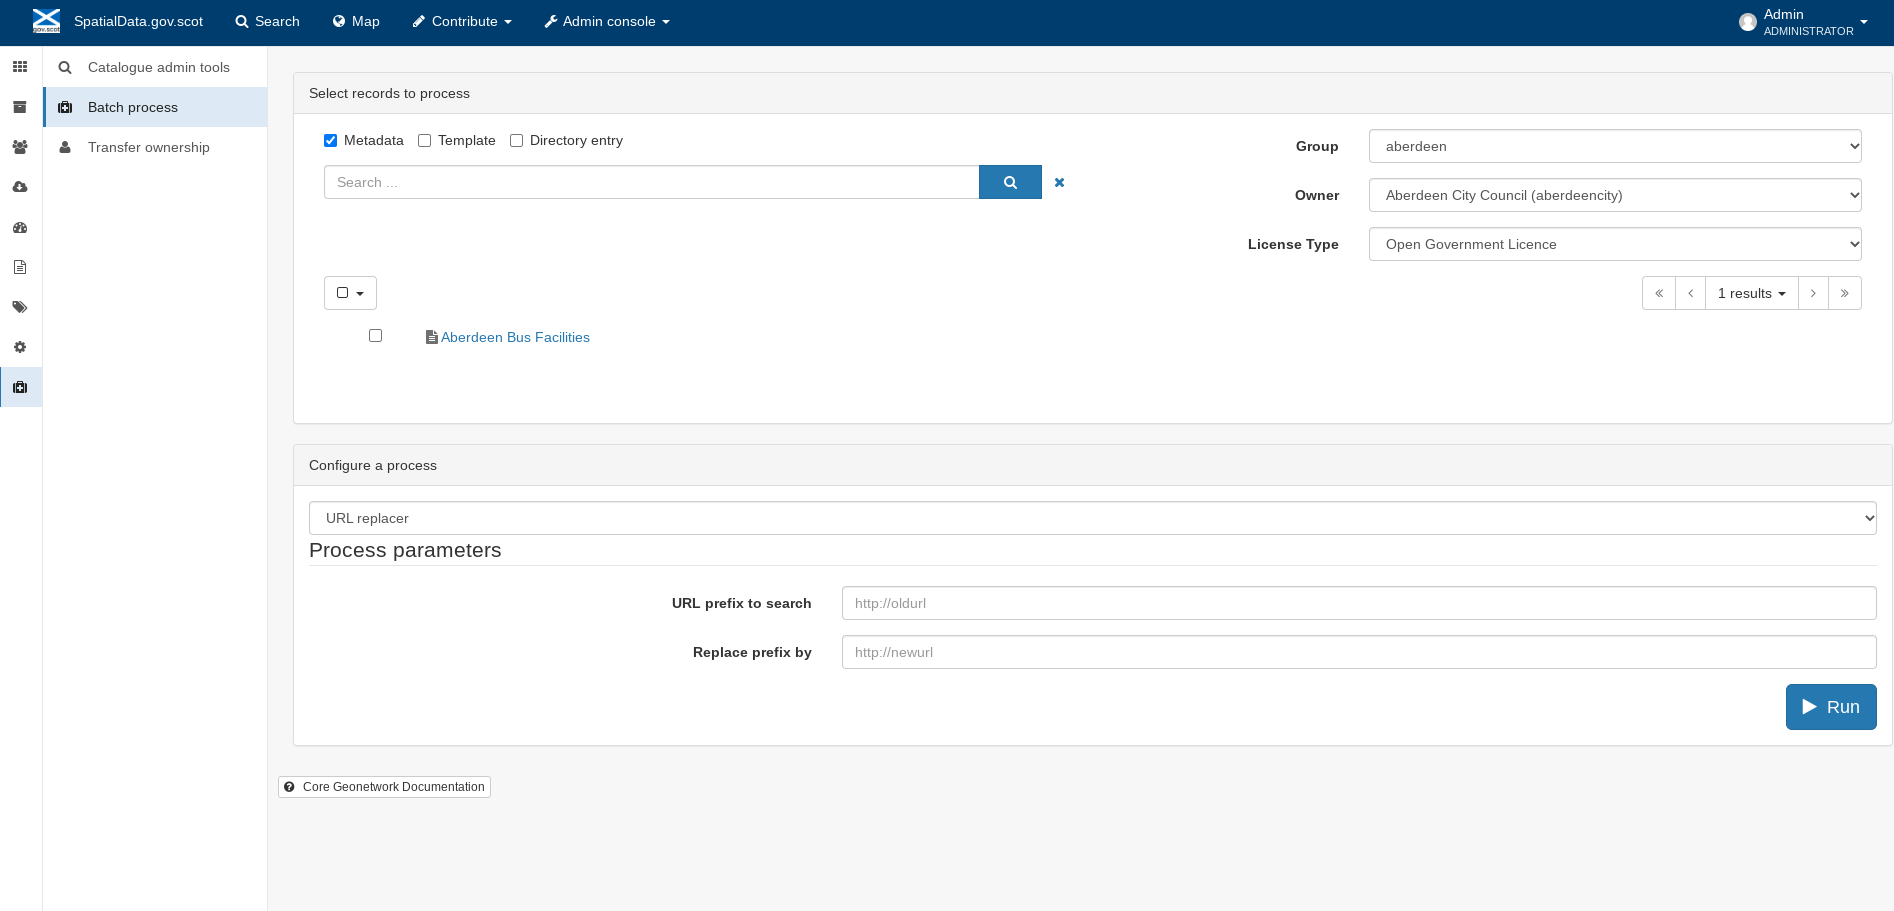 gov.scot
SpatialData.gov.scot
Search
Map
Contribute
Admin console
Admin
ADMINISTRATOR
Catalogue admin tools
Batch process
Transfer ownership
Select records to process
Metadata
Template
Directory entry
Search ...
Group
aberdeen
Owner
Aberdeen City Council (aberdeencity)
License Type
Open Government Licence
1 results
Aberdeen Bus Facilities
Configure a process
URL replacer
Process parameters
URL prefix to search
http://oldurl
Replace prefix by
http://newurl
Run
Core Geonetwork Documentation